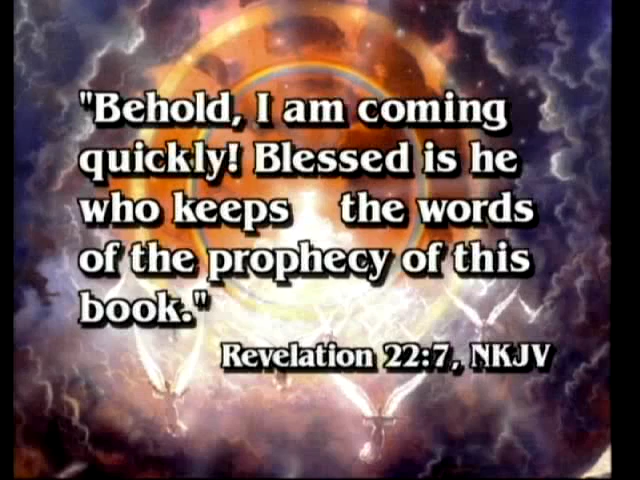 "Behold, I am coming
quickly! Blessed is he
who keeps the words
of the prophecy of this
book."
Revelation 22:7, NKJV